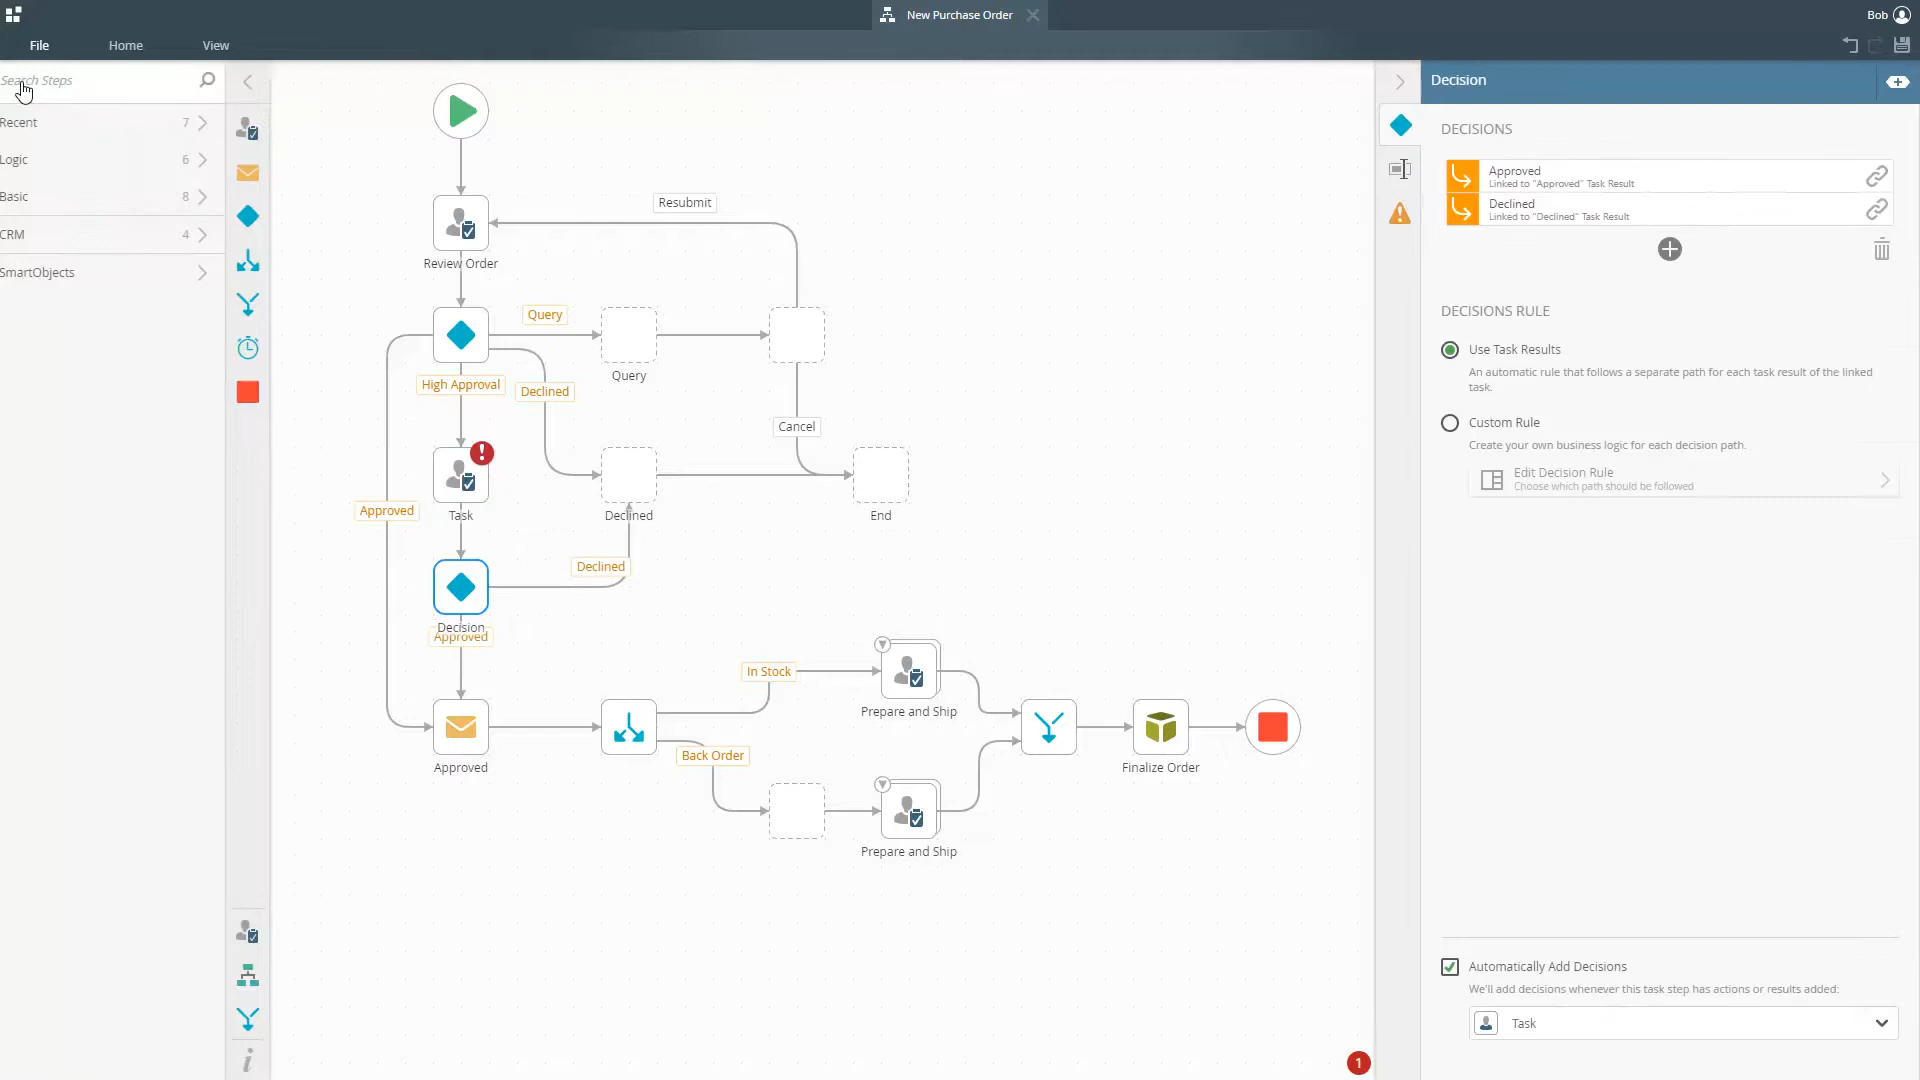 New Purchase Order
Bob
File
Home
View
Search Steps
Recent
7
Logic
6
Basic
8
CRM
4
SmartObjects
Resubmit
Review Order
Query
Query
High Approval
Declined
Cancel
Approved
Task
Declined
End
Declined
Decision
Approved
In Stock
Prepare and Ship
Back Order
Approved
Finalize Order
Prepare and Ship
1
Decision
DECISIONS
Approved
Linked to "Approved" Task Result
Declined
Linked to "Declined" Task Result
DECISIONS RULE
Use Task Results
An automatic rule that follows a separate path for each task result of the linked
task.
Custom Rule
Create your own business logic for each decision path.
Edit Decision Rule
Choose which path should be followed
Automatically Add Decisions
We'll add decisions whenever this task step has actions or results added:
Task